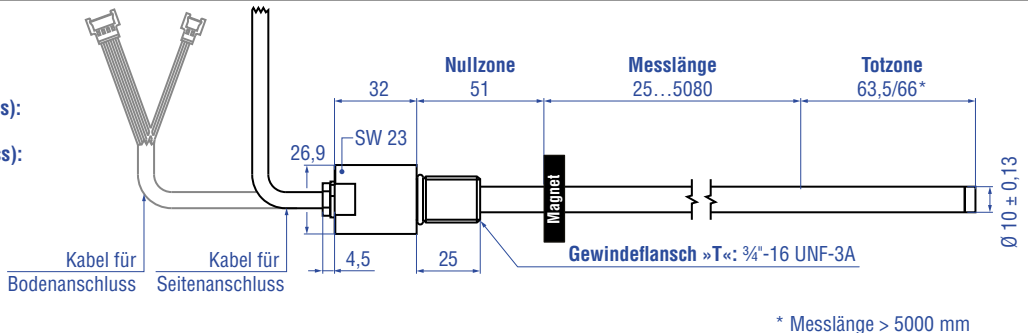 Nullzone
Messlänge
Totzone
32
51
25…5080
63,5/66*
s):
SW 23
s):
26,9
Magnet
Ø 10 ± 0,13
Kabel für
Bodenanschluss
Kabel für
Seitenanschluss
4,5
25
Gewindeflansch »T«: ¾"-16 UNF-3A
* Messlänge > 5000 mm